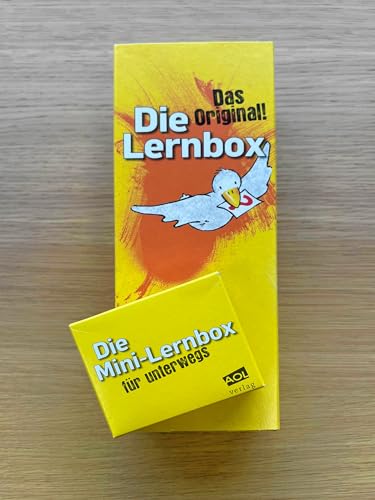 Das
Original!
Die
Lernbox
Die
Mini-Lernbox
für unterwegs
AOL
verlag